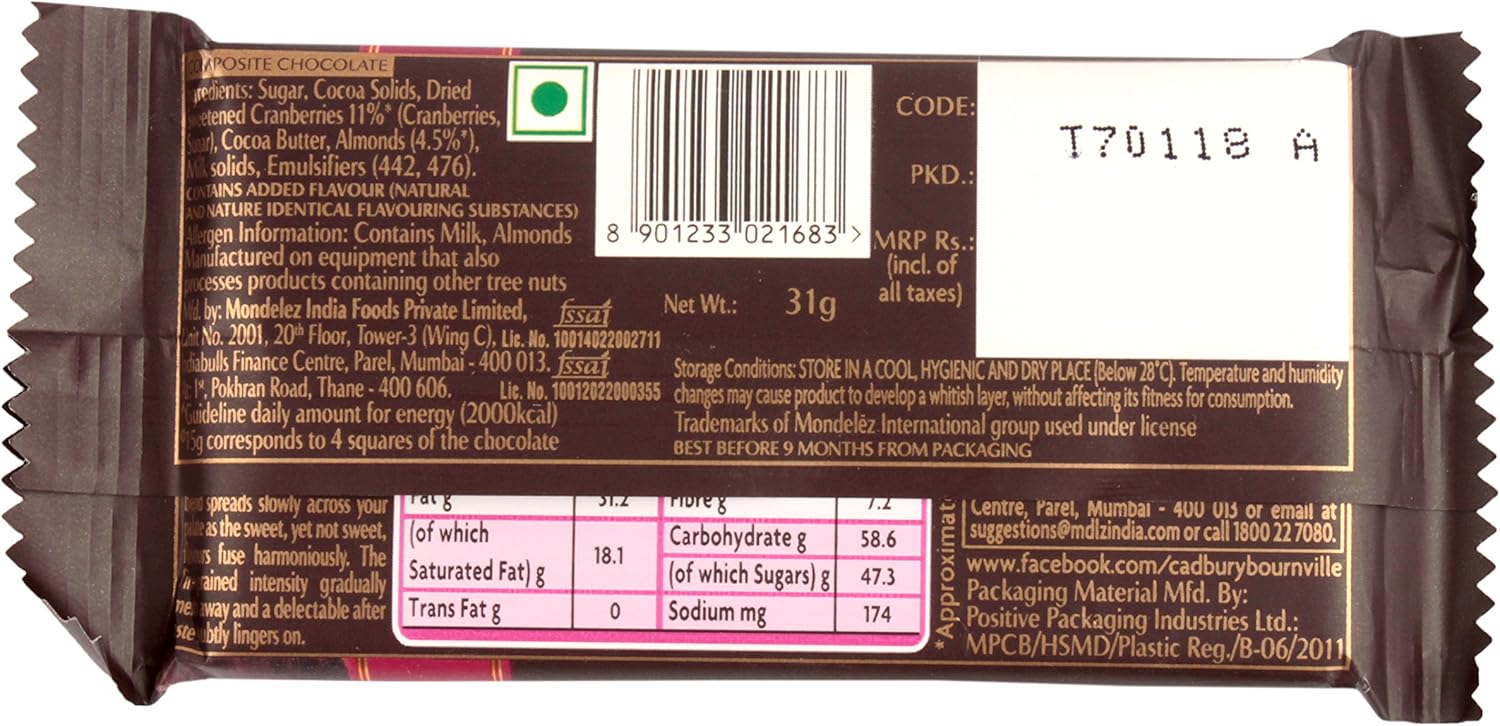 COMPOSITE CHOCOLATE
Ingredients: Sugar, Cocoa Solids, Dried
Sweetened Cranberries 11%* (Cranberries,
Sugar), Cocoa Butter, Almonds (4.5%*),
Milk solids, Emulsifiers (442, 476).
CONTAINS ADDED FLAVOUR (NATURAL
AND NATURE IDENTICAL FLAVOURING SUBSTANCES)
Allergen Information: Contains Milk, Almonds
Manufactured on equipment that also
processes products containing other tree nuts
Mfd. by: Mondelez India Foods Private Limited,
Unit No. 2001, 20th Floor, Tower-3 (Wing C),
Indiabulls Finance Centre, Parel, Mumbai - 400 013.
1st, Pokhran Road, Thane - 400 606.
fssai
Lic. No. 10014022002711
fssai
Lic. No. 10012022000355
Guideline daily amount for energy (2000kcal)
15g corresponds to 4 squares of the chocolate
8 901233 021683 >
Net Wt.: 31g
CODE:
PKD.:
MRP Rs.:
(incl. of
all taxes)
T70118 A
Storage Conditions: STORE IN A COOL, HYGIENIC AND DRY PLACE (Below 28°C). Temperature and humidity
changes may cause product to develop a whitish layer, without affecting its fitness for consumption.
Trademarks of Mondelēz International group used under license
BEST BEFORE 9 MONTHS FROM PACKAGING
spreads slowly across your
as the sweet, yet not sweet,
fuse harmoniously. The
intensity gradually
away and a delectable after
subtly lingers on.
Fat g 31.2 Fibre g 7.2
(of which Saturated Fat) g 18.1
Carbohydrate g 58.6
(of which Sugars) g 47.3
Trans Fat g 0 Sodium mg 174
Centre, Parel, Mumbai - 400 013 or email at
suggestions@mdlzindia.com or call 1800 22 7080.
www.facebook.com/cadburybournville
Packaging Material Mfd. By:
Positive Packaging Industries Ltd.:
MPCB/HSMD/Plastic Reg./B-06/2011